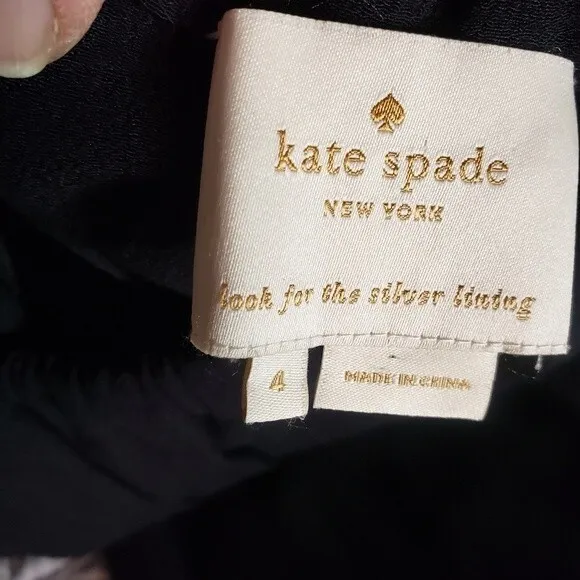 kate spade
NEW YORK
look for the silver lining
4
MADE IN CHINA